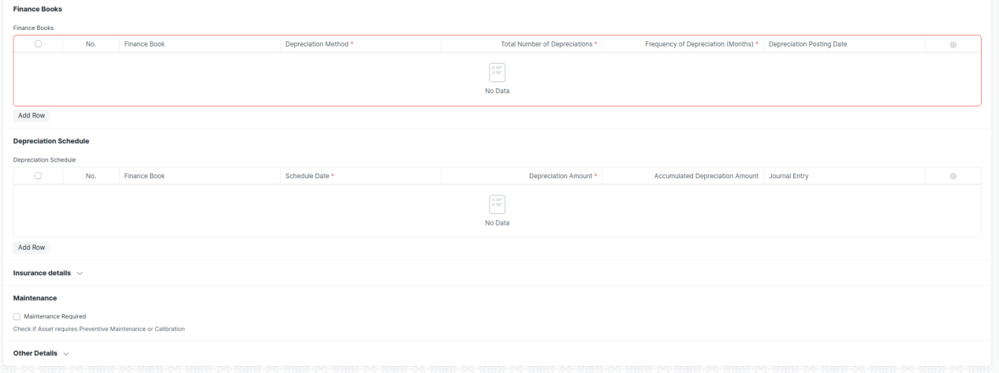 Finance Books
Finance Books
No. Finance Book Depreciation Method * Total Number of Depreciations * Frequency of Depreciation (Months) * Depreciation Posting Date
No Data
Add Row
Depreciation Schedule
Depreciation Schedule
No. Finance Book Schedule Date * Depreciation Amount * Accumulated Depreciation Amount Journal Entry
No Data
Add Row
Insurance details
Maintenance
Maintenance Required
Check if Asset requires Preventive Maintenance or Calibration
Other Details